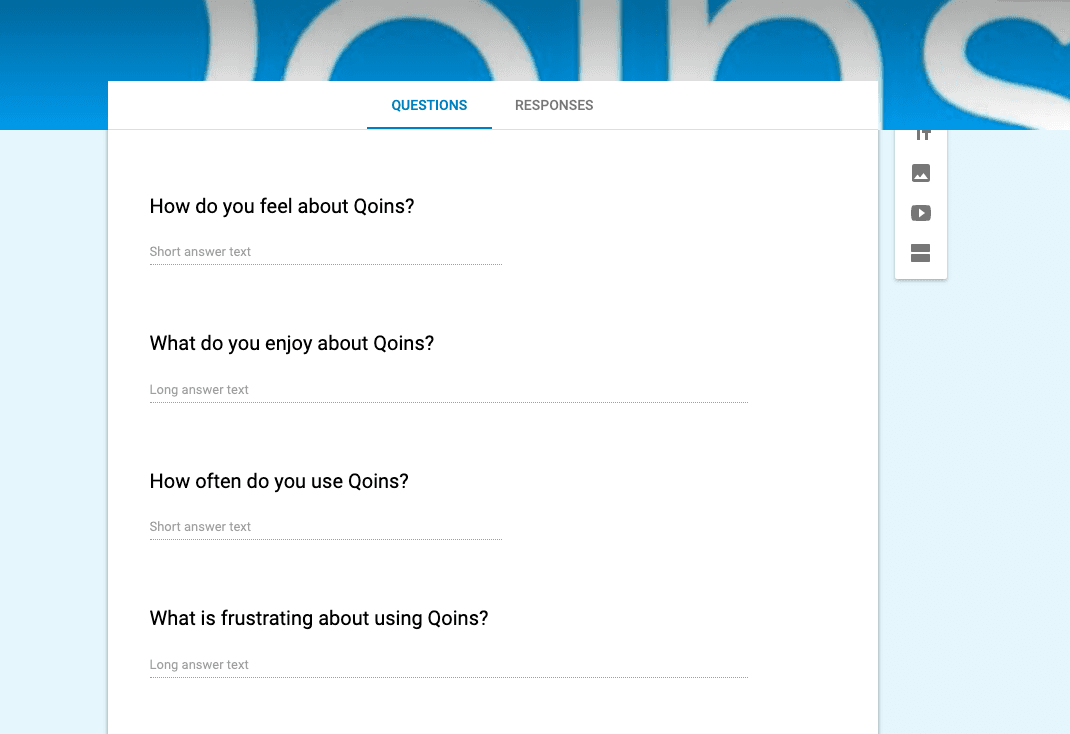 oins
QUESTIONS
RESPONSES
How do you feel about Qoins?
Short answer text
What do you enjoy about Qoins?
Long answer text
How often do you use Qoins?
Short answer text
What is frustrating about using Qoins?
Long answer text